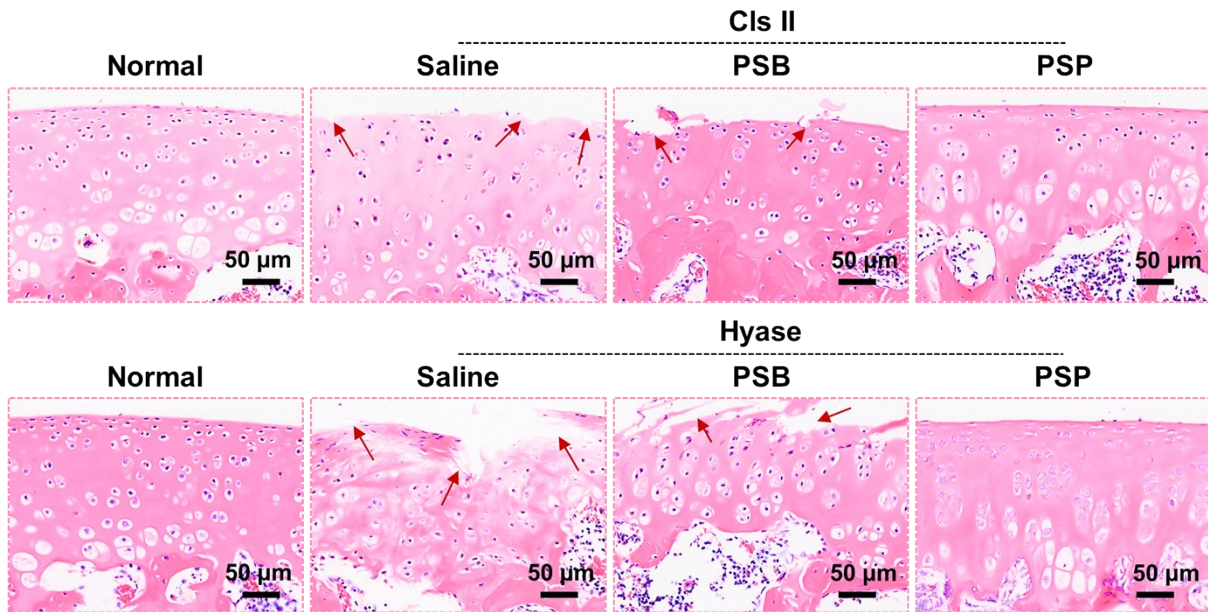 Cls II
Normal Saline PSB PSP
50 μm 50 μm 50 μm 50 μm
Hyase
Normal Saline PSB PSP
50 μm 50 μm 50 μm 50 μm